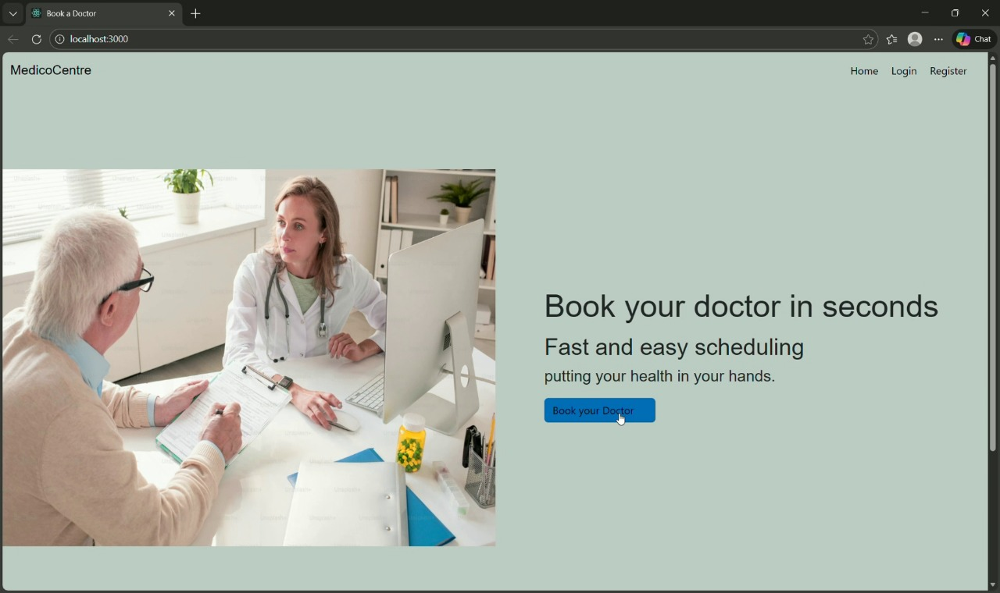 Book a Doctor
localhost:3000
Chat
MedicoCentre
Home Login Register
Book your doctor in seconds
Fast and easy scheduling
putting your health in your hands.
Book your Doctor